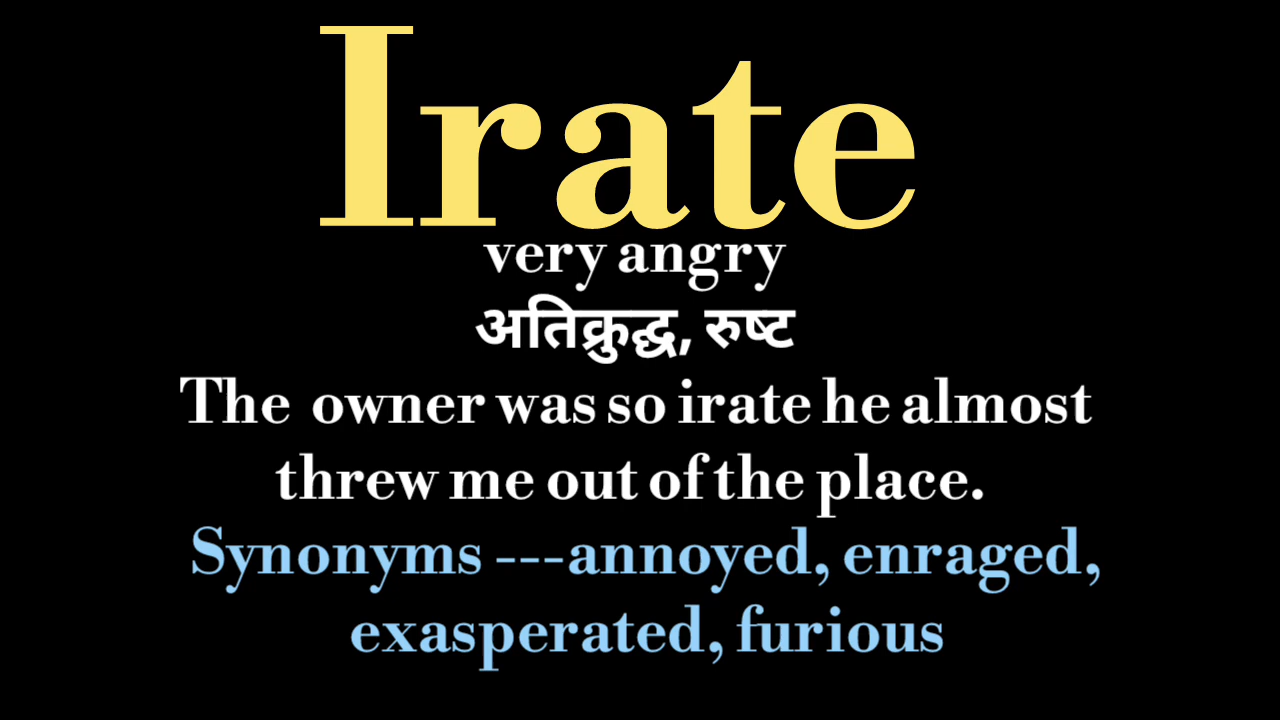 Irate
very angry
अतिक्रुद्ध, रुष्ट
The owner was so irate he almost
threw me out of the place.
Synonyms ---annoyed, enraged,
exasperated, furious